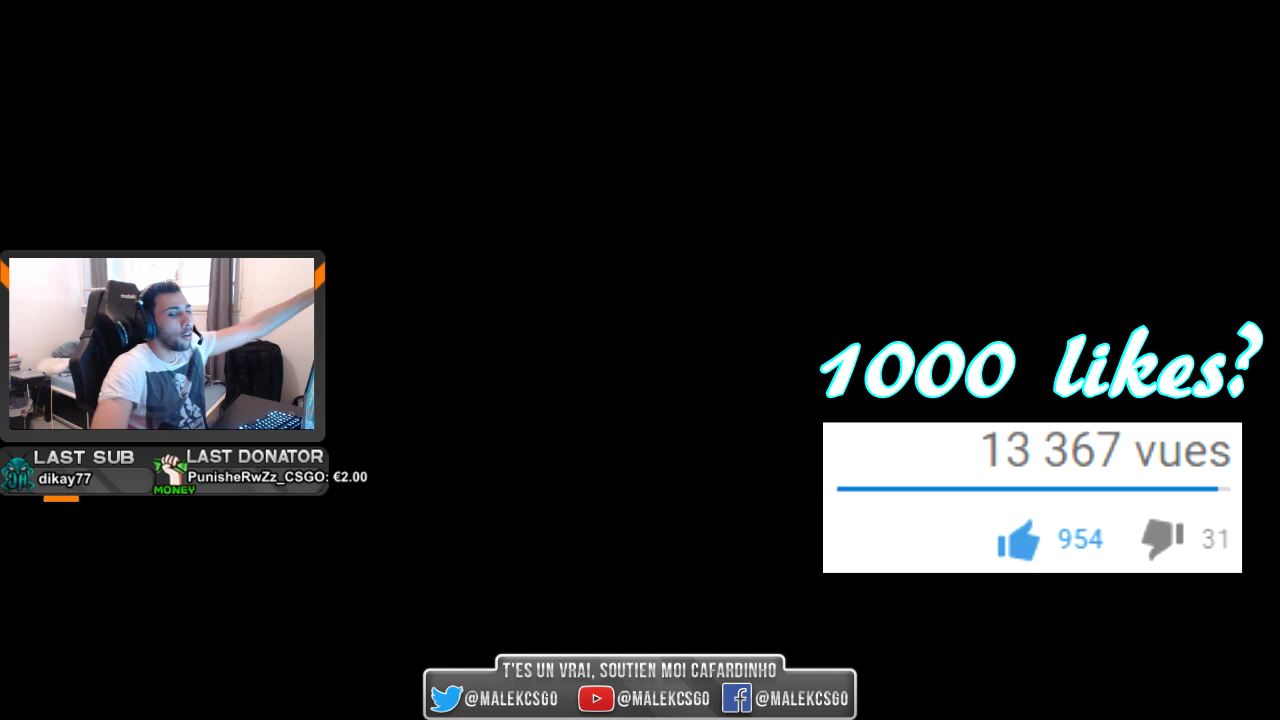 1000 likes?
13 367 vues
954
31
LAST SUB
dikay77
LAST DONATOR
PunisheRwZz_CSGO: €2.00
MONEY
T'ES UN VRAI, SOUTIEN MOI CAFARDINHO
@MALEKCSGO @MALEKCSGO @MALEKCSGO